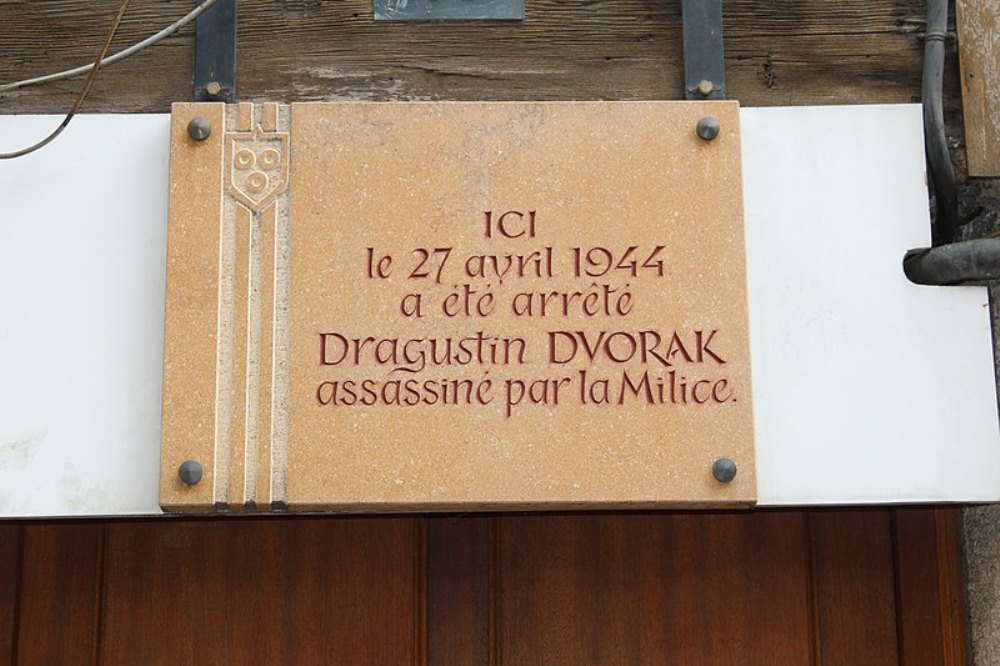 ICI
le 27 avril 1944
a été arrêté
Dragustin DVORAK
assassiné par la Milice.